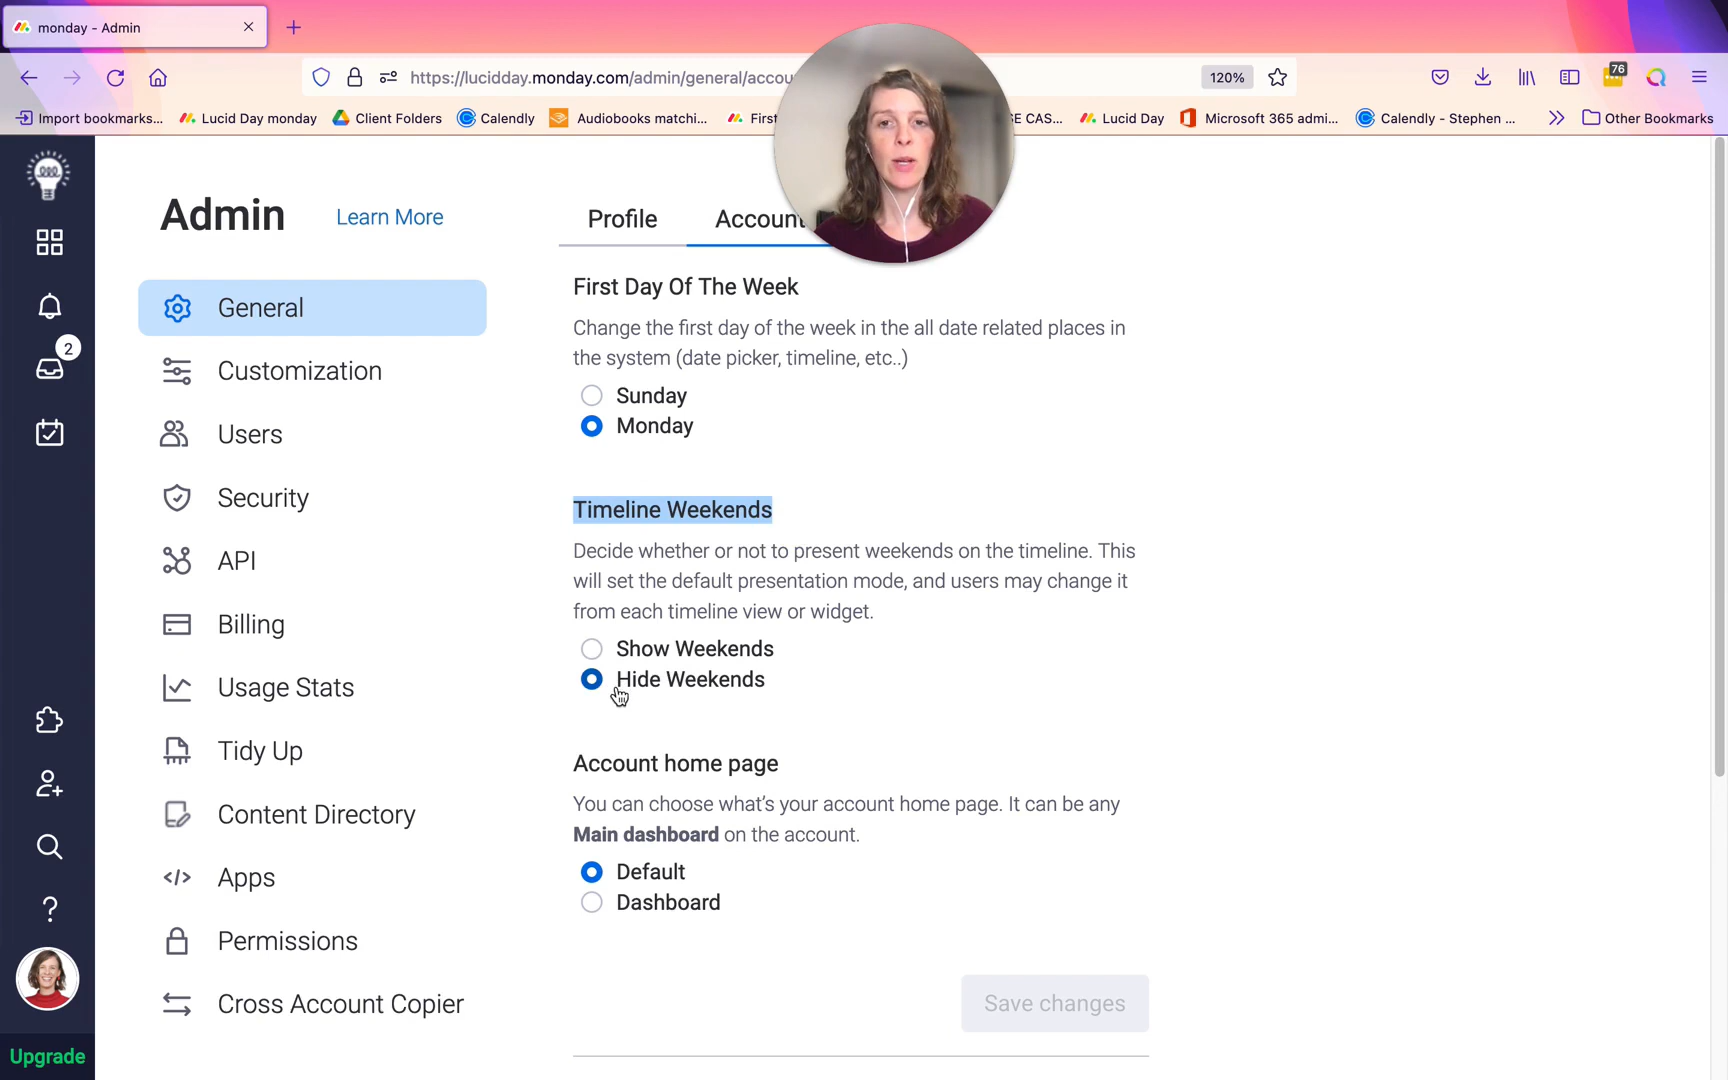 monday - Admin
https://lucidday.monday.com/admin/general/accou
120%
76
Import bookmarks...
Lucid Day monday
Client Folders
Calendly
Audiobooks matchi...
First
E CAS...
Lucid Day
Microsoft 365 admi...
Calendly - Stephen ...
Other Bookmarks
Admin
Learn More
Profile
Account
General
Customization
Users
Security
API
Billing
Usage Stats
Tidy Up
Content Directory
Apps
Permissions
Cross Account Copier
2
Upgrade
First Day Of The Week
Change the first day of the week in the all date related places in
the system (date picker, timeline, etc..)
Sunday
Monday
Timeline Weekends
Decide whether or not to present weekends on the timeline. This
will set the default presentation mode, and users may change it
from each timeline view or widget.
Show Weekends
Hide Weekends
Account home page
You can choose what's your account home page. It can be any
Main dashboard on the account.
Default
Dashboard
Save changes